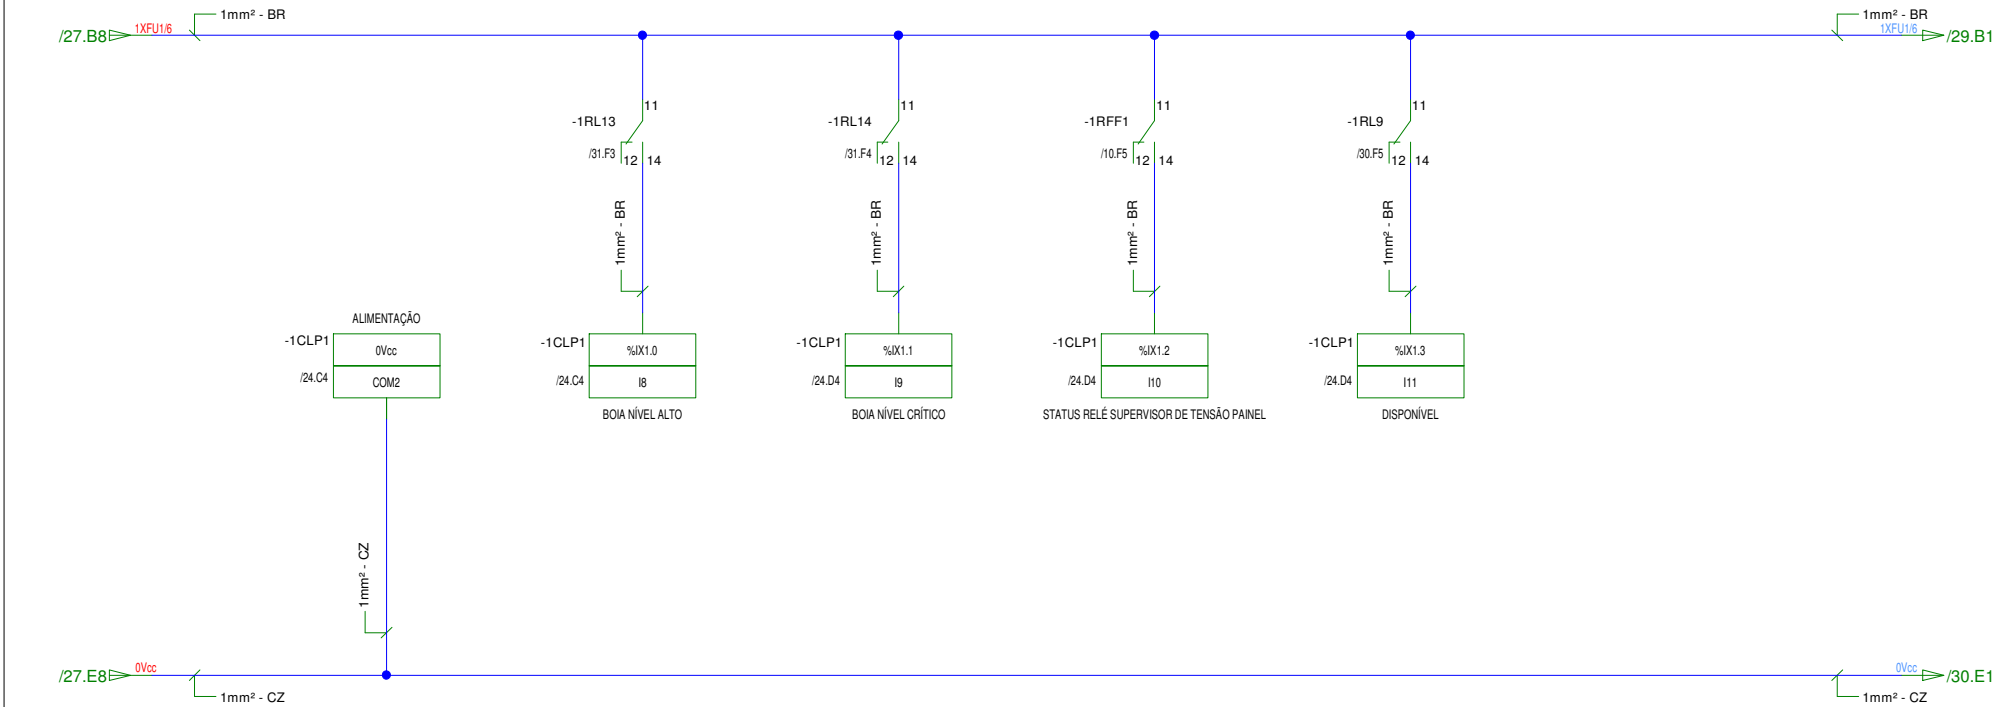 1mm² - BR
1mm² - BR
/27.B8
1XFU1/6
1XFU1/6
/29.B1
11
11
11
11
-1RL13
-1RL14
-1RFF1
-1RL9
/31.F3
12
14
/31.F4
12
14
/10.F5
12
14
/30.F5
12
14
1mm² - BR
1mm² - BR
1mm² - BR
1mm² - BR
ALIMENTAÇÃO
-1CLP1
0Vcc
-1CLP1
%IX1.0
-1CLP1
%IX1.1
-1CLP1
%IX1.2
-1CLP1
%IX1.3
/24.C4
COM2
/24.C4
I8
/24.D4
I9
/24.D4
I10
/24.D4
I11
BOIA NÍVEL ALTO
BOIA NÍVEL CRÍTICO
STATUS RELÉ SUPERVISOR DE TENSÃO PAINEL
DISPONÍVEL
1mm² - CZ
/27.E8
0Vcc
0Vcc
/30.E1
1mm² - CZ
1mm² - CZ